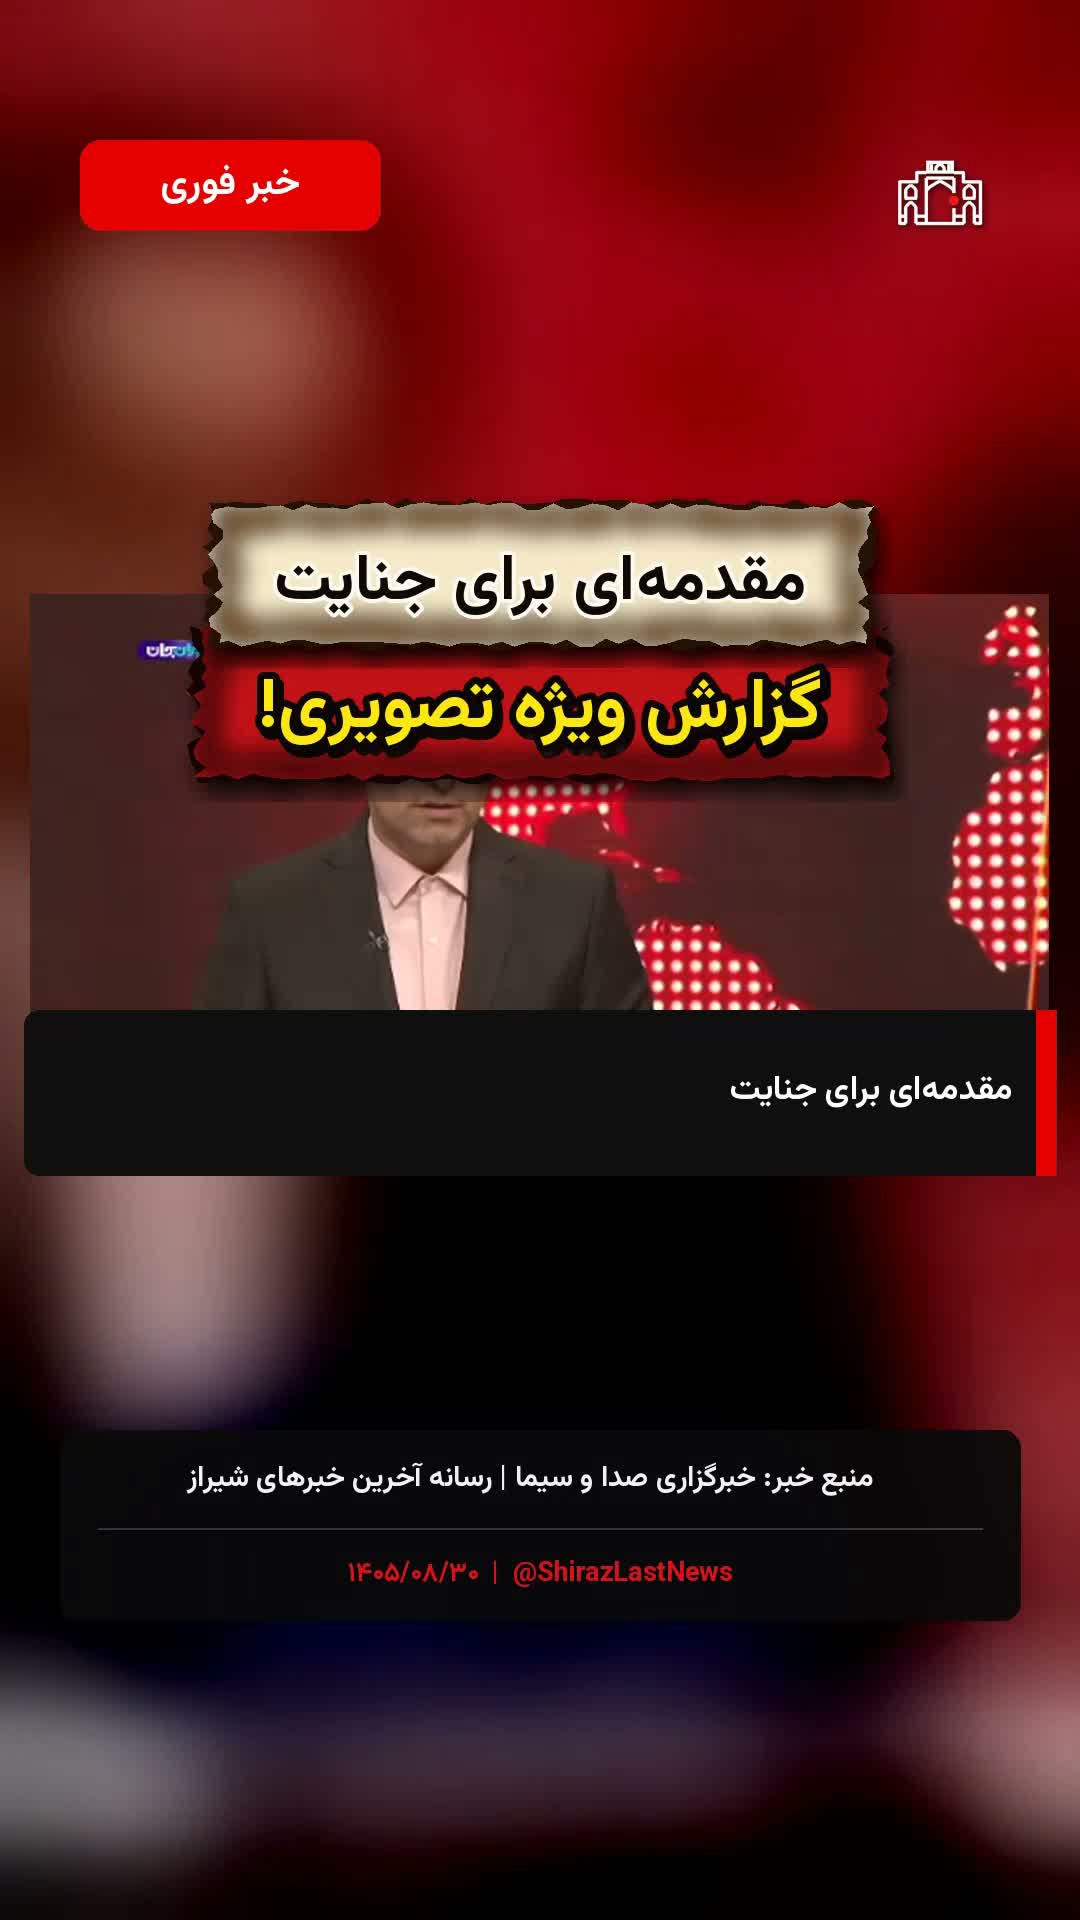 خبر فوری
مقدمه‌ای برای جنایت
گزارش ویژه تصویری!
مقدمه‌ای برای جنایت
منبع خبر: خبرگزاری صدا و سیما | رسانه آخرین خبرهای شیراز
@ShirazLastNews | ۱۴۰۵/۰۸/۳۰